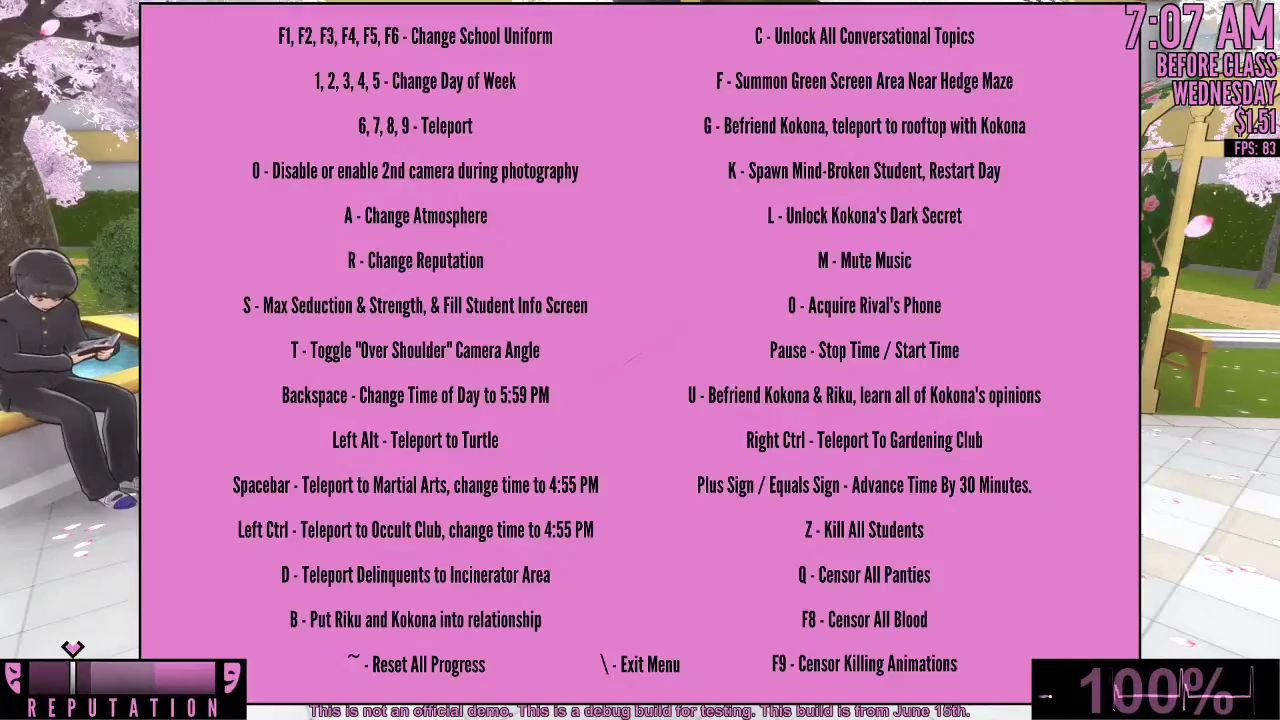 F1, F2, F3, F4, F5, F6 - Change School Uniform
1, 2, 3, 4, 5 - Change Day of Week
6, 7, 8, 9 - Teleport
0 - Disable or enable 2nd camera during photography
A - Change Atmosphere
R - Change Reputation
S - Max Seduction & Strength, & Fill Student Info Screen
T - Toggle "Over Shoulder" Camera Angle
Backspace - Change Time of Day to 5:59 PM
Left Alt - Teleport to Turtle
Spacebar - Teleport to Martial Arts, change time to 4:55 PM
Left Ctrl - Teleport to Occult Club, change time to 4:55 PM
D - Teleport Delinquents to Incinerator Area
B - Put Riku and Kokona into relationship
~ - Reset All Progress
\ - Exit Menu
C - Unlock All Conversational Topics
F - Summon Green Screen Area Near Hedge Maze
G - Befriend Kokona, teleport to rooftop with Kokona
K - Spawn Mind-Broken Student, Restart Day
L - Unlock Kokona's Dark Secret
M - Mute Music
O - Acquire Rival's Phone
Pause - Stop Time / Start Time
U - Befriend Kokona & Riku, learn all of Kokona's opinions
Right Ctrl - Teleport To Gardening Club
Plus Sign / Equals Sign - Advance Time By 30 Minutes.
Z - Kill All Students
Q - Censor All Panties
F8 - Censor All Blood
F9 - Censor Killing Animations
7:07 AM
BEFORE CLASS
WEDNESDAY
$1.51
FPS: 83
REPUTATION
100%
This is not an official demo. This is a debug build for testing. This build is from June 15th.